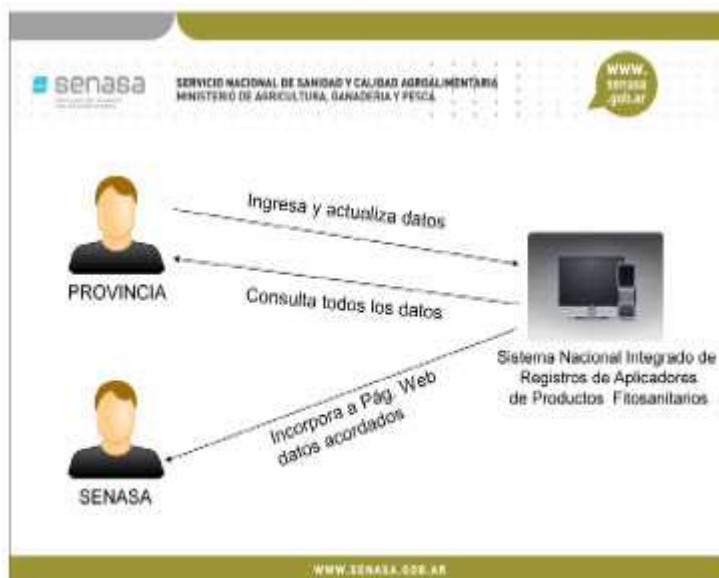 senasa
SERVICIO NACIONAL DE SANIDAD Y CALIDAD AGROALIMENTARIA
MINISTERIO DE AGRICULTURA, GANADERIA Y PESCA
www.
senasa
.gob.ar
Ingresa y actualiza datos
PROVINCIA
Consulta todos los datos
Sistema Nacional Integrado de
Registros de Aplicadores
de Productos Fitosanitarios
Incorpora a Pág. Web
datos acordados
SENASA
WWW.SENASA.GOB.AR